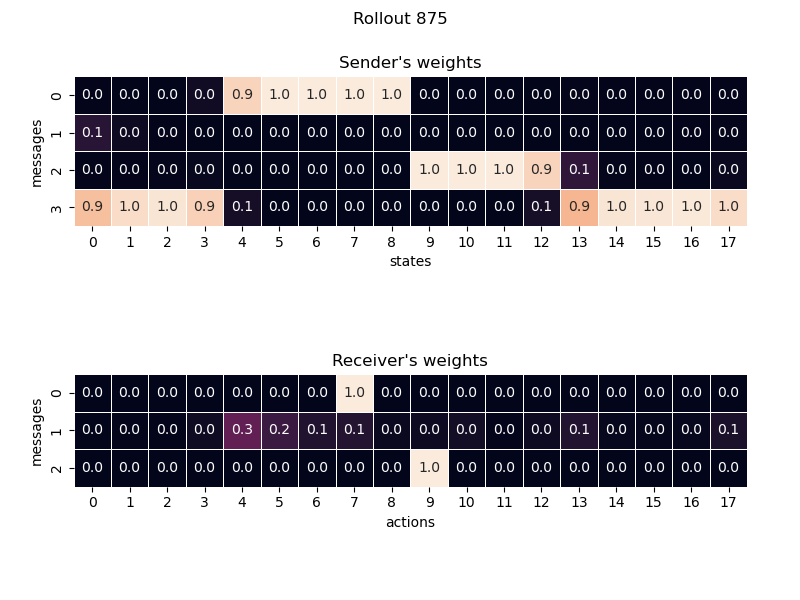 Rollout 875
Sender's weights
messages
0 0.0 0.0 0.0 0.0 0.9 1.0 1.0 1.0 1.0 0.0 0.0 0.0 0.0 0.0 0.0 0.0 0.0 0.0
1 0.1 0.0 0.0 0.0 0.0 0.0 0.0 0.0 0.0 0.0 0.0 0.0 0.0 0.0 0.0 0.0 0.0 0.0
2 0.0 0.0 0.0 0.0 0.0 0.0 0.0 0.0 0.0 1.0 1.0 1.0 0.9 0.1 0.0 0.0 0.0 0.0
3 0.9 1.0 1.0 0.9 0.1 0.0 0.0 0.0 0.0 0.0 0.0 0.0 0.1 0.9 1.0 1.0 1.0 1.0
0 1 2 3 4 5 6 7 8 9 10 11 12 13 14 15 16 17
states
Receiver's weights
messages
0 0.0 0.0 0.0 0.0 0.0 0.0 0.0 1.0 0.0 0.0 0.0 0.0 0.0 0.0 0.0 0.0 0.0 0.0
1 0.0 0.0 0.0 0.0 0.3 0.2 0.1 0.1 0.0 0.0 0.0 0.0 0.0 0.1 0.0 0.0 0.0 0.1
2 0.0 0.0 0.0 0.0 0.0 0.0 0.0 0.0 0.0 1.0 0.0 0.0 0.0 0.0 0.0 0.0 0.0 0.0
0 1 2 3 4 5 6 7 8 9 10 11 12 13 14 15 16 17
actions